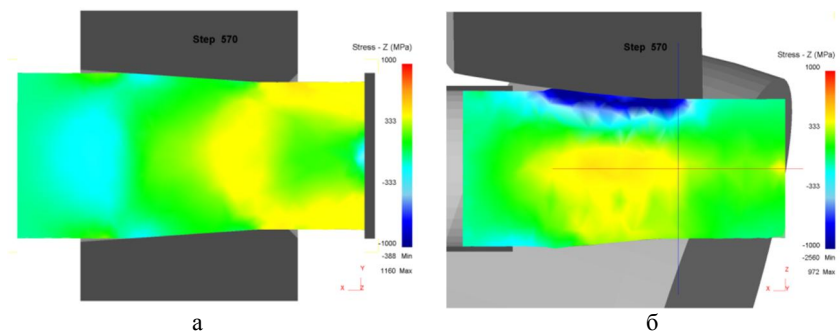 Step 570
Stress - Z (MPa)
1000
333
-333
-1000
-388 Min
1160 Max
Y
X Z
а
Step 570
Stress - Z (MPa)
1000
333
-333
-1000
-2560 Min
972 Max
Z
X Y
б